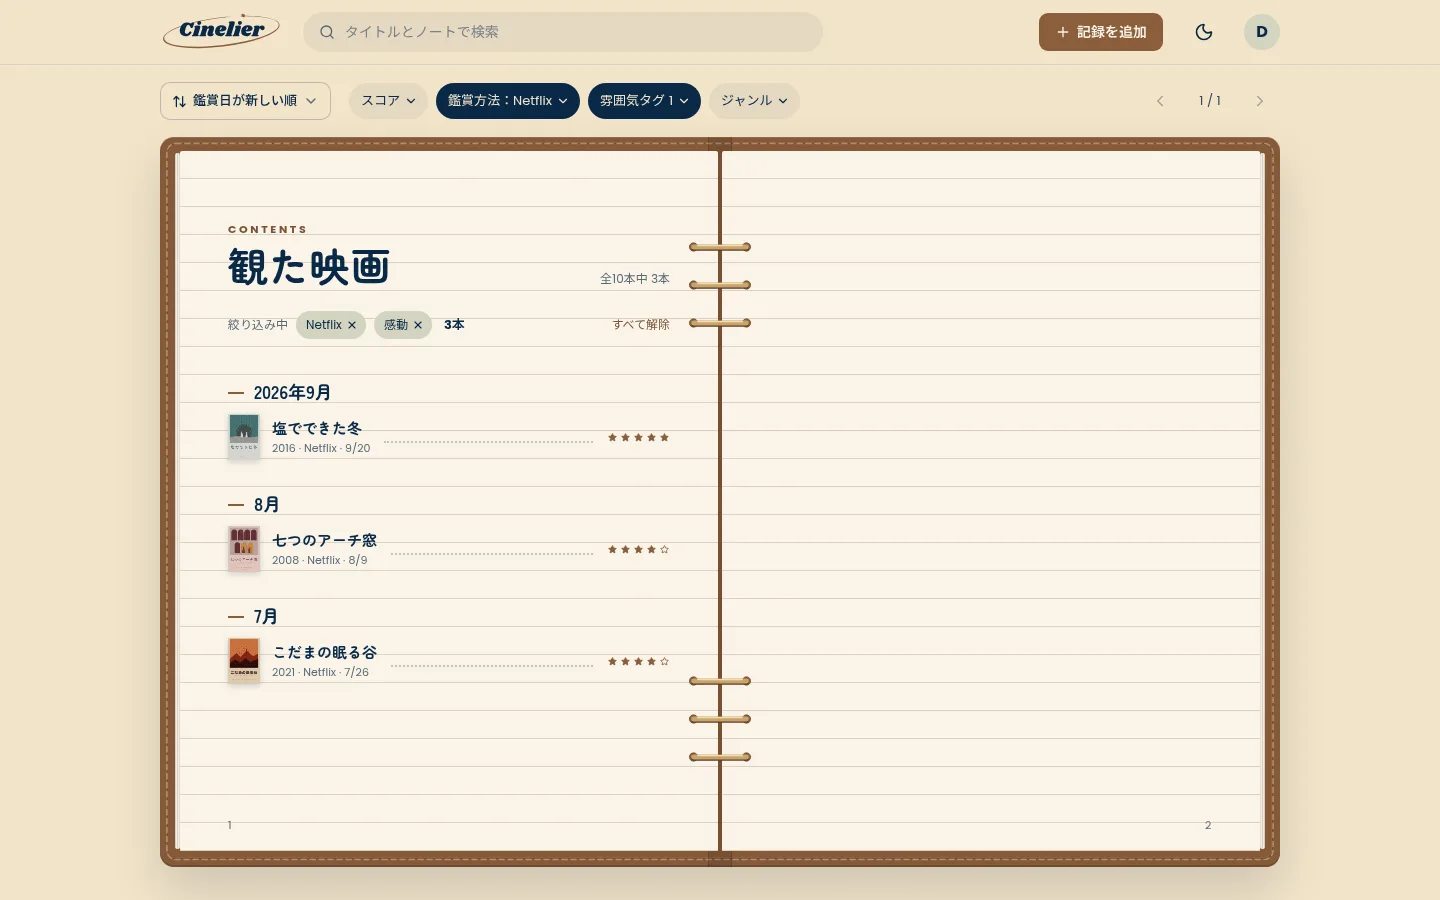 Cinelier
タイトルとノートで検索
記録を追加
D
鑑賞日が新しい順
スコア
鑑賞方法：Netflix
雰囲気タグ 1
ジャンル
1 / 1
CONTENTS
観た映画
全10本中 3本
絞り込み中
Netflix ×
感動 ×
3本
すべて解除
2026年9月
塩でできた冬
2016 · Netflix · 9/20
8月
七つのアーチ窓
2008 · Netflix · 8/9
7月
こだまの眠る谷
2021 · Netflix · 7/26
1
2